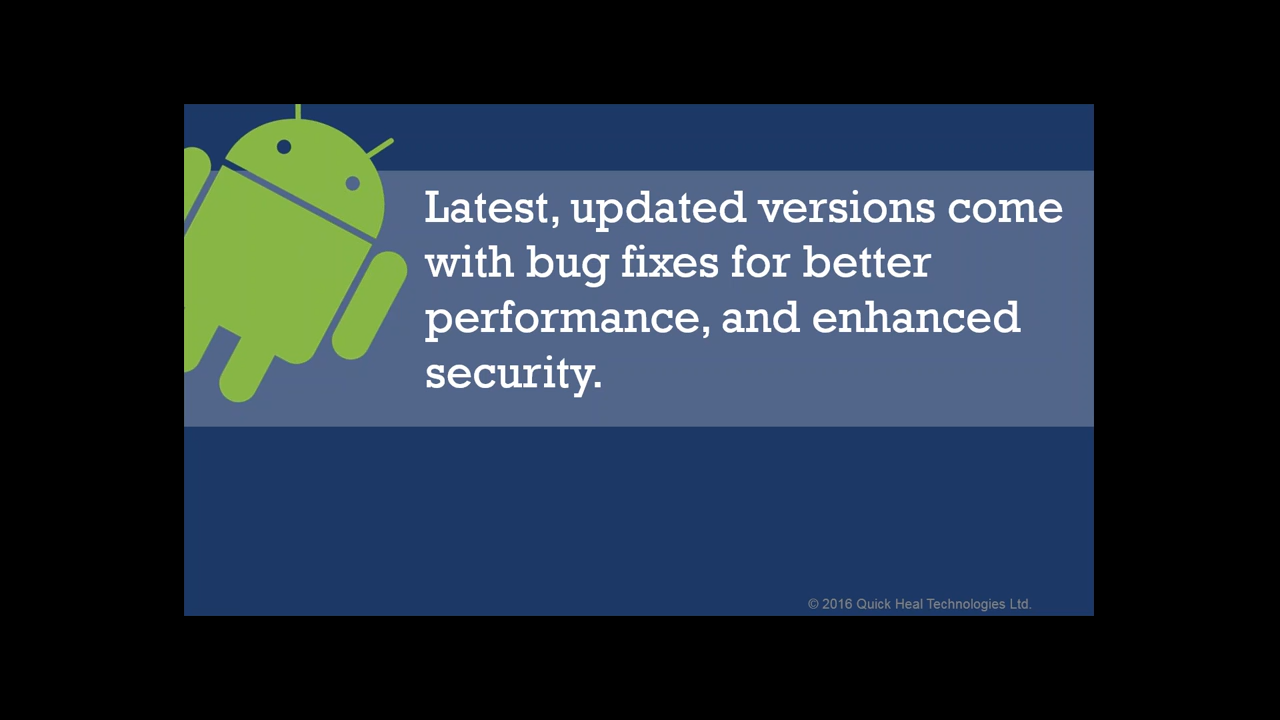 Latest, updated versions come
with bug fixes for better
performance, and enhanced
security.
© 2016 Quick Heal Technologies Ltd.